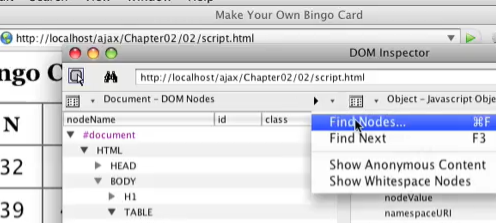 Make Your Own Bingo Card
http://localhost/ajax/Chapter02/02/script.html
DOM Inspector
http://localhost/ajax/Chapter02/02/script.html
Document - DOM Nodes
Object - Javascript Obje
nodeName id class
#document
HTML
HEAD
BODY
H1
TABLE
Find Nodes... ⌘F
Find Next F3
Show Anonymous Content
Show Whitespace Nodes
nodeValue
namespaceURI
ngo C
N
32
39